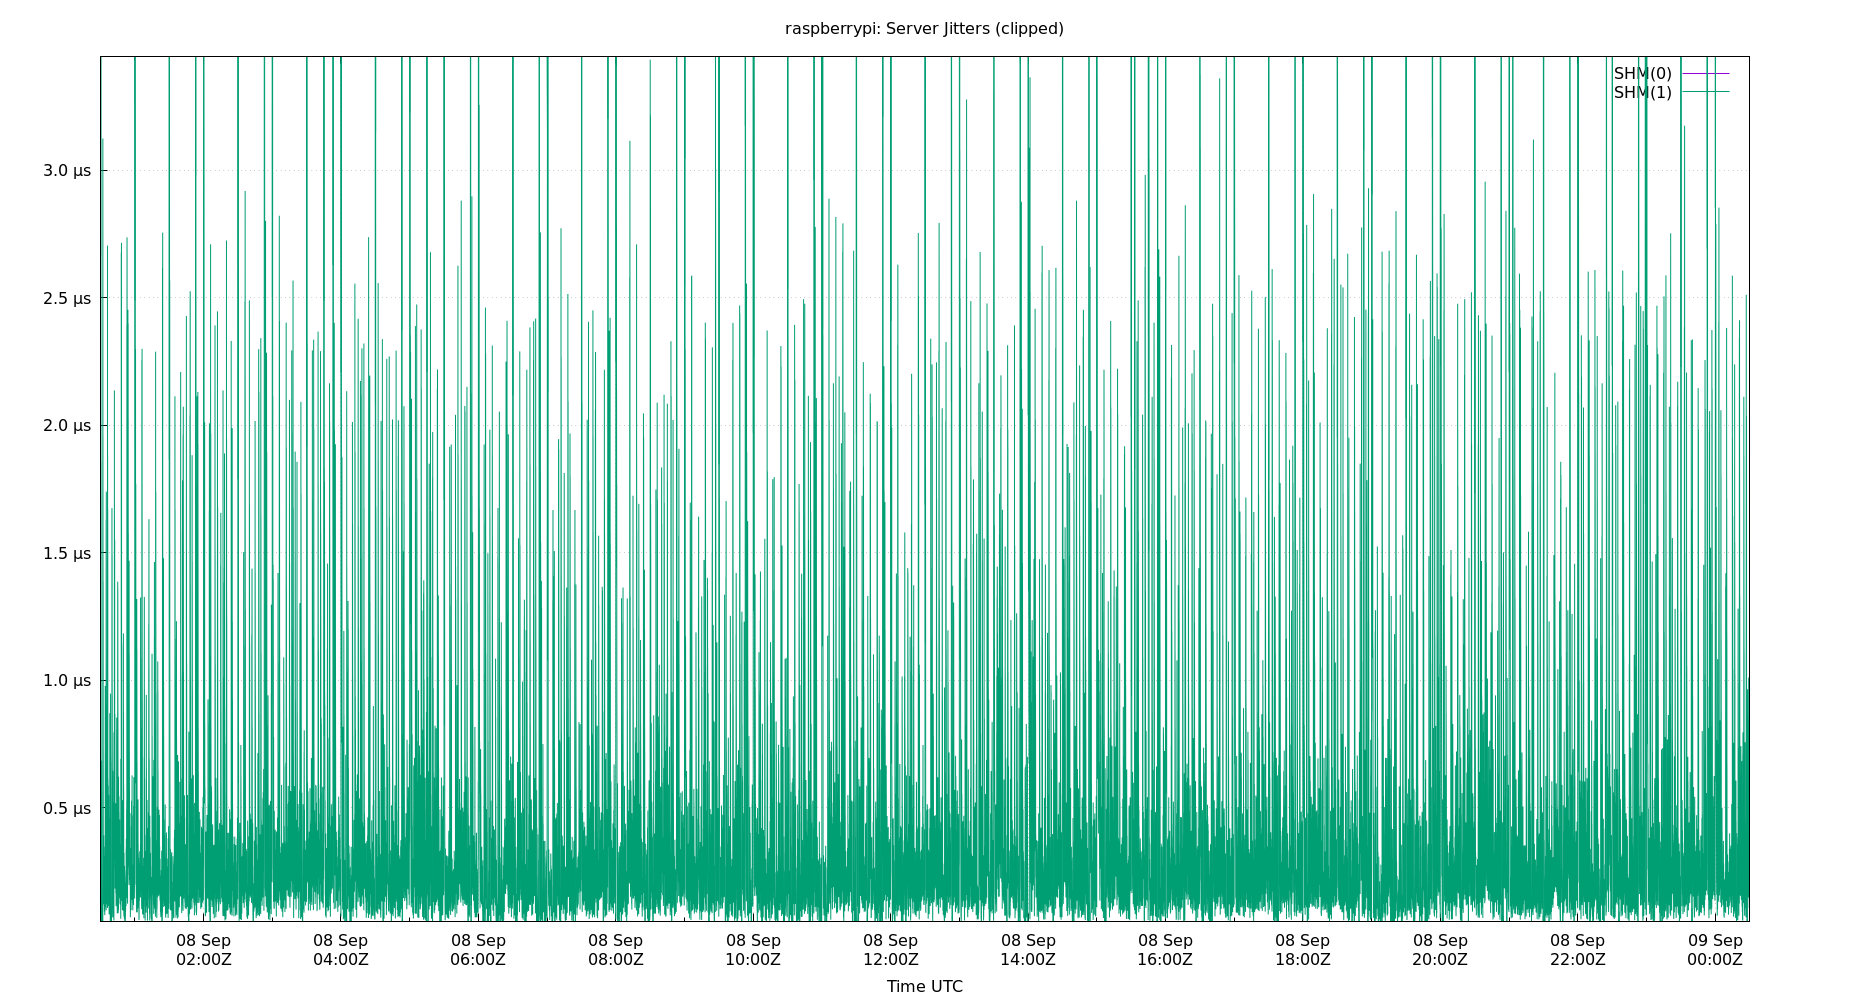 raspberrypi: Server Jitters (clipped)
SHM(0)
SHM(1)
3.0 µs
2.5 µs
2.0 µs
1.5 µs
1.0 µs
0.5 µs
08 Sep 08 Sep 08 Sep 08 Sep 08 Sep 08 Sep 08 Sep 08 Sep 08 Sep 08 Sep 08 Sep 09 Sep
02:00Z 04:00Z 06:00Z 08:00Z 10:00Z 12:00Z 14:00Z 16:00Z 18:00Z 20:00Z 22:00Z 00:00Z
Time UTC